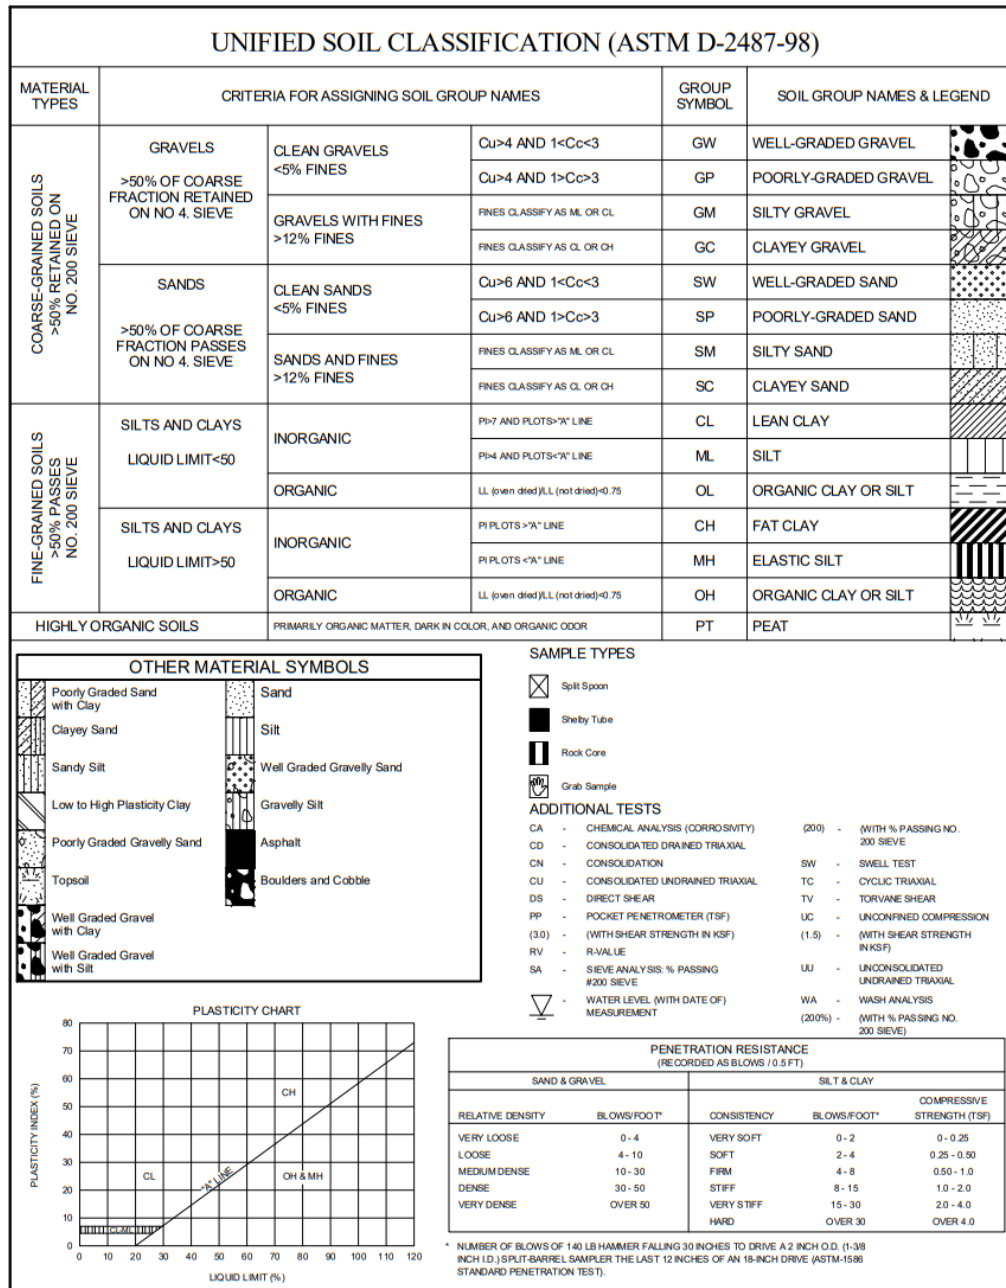 UNIFIED SOIL CLASSIFICATION (ASTM D-2487-98)
MATERIAL TYPES
CRITERIA FOR ASSIGNING SOIL GROUP NAMES
GROUP SYMBOL
SOIL GROUP NAMES & LEGEND
COARSE-GRAINED SOILS
>50% RETAINED ON
NO. 200 SIEVE
GRAVELS
>50% OF COARSE
FRACTION RETAINED
ON NO 4. SIEVE
CLEAN GRAVELS
<5% FINES
Cu>4 AND 1<Cc<3
GW
WELL-GRADED GRAVEL
Cu>4 AND 1>Cc>3
GP
POORLY-GRADED GRAVEL
GRAVELS WITH FINES
>12% FINES
FINES CLASSIFY AS ML OR CL
GM
SILTY GRAVEL
FINES CLASSIFY AS CL OR CH
GC
CLAYEY GRAVEL
SANDS
>50% OF COARSE
FRACTION PASSES
ON NO 4. SIEVE
CLEAN SANDS
<5% FINES
Cu>6 AND 1<Cc<3
SW
WELL-GRADED SAND
Cu>6 AND 1>Cc>3
SP
POORLY-GRADED SAND
SANDS AND FINES
>12% FINES
FINES CLASSIFY AS ML OR CL
SM
SILTY SAND
FINES CLASSIFY AS CL OR CH
SC
CLAYEY SAND
FINE-GRAINED SOILS
>50% PASSES
NO. 200 SIEVE
SILTS AND CLAYS
LIQUID LIMIT<50
INORGANIC
PI>7 AND PLOTS>"A" LINE
CL
LEAN CLAY
PI>4 AND PLOTS<"A" LINE
ML
SILT
ORGANIC
LL (oven dried)/LL (not dried)<0.75
OL
ORGANIC CLAY OR SILT
SILTS AND CLAYS
LIQUID LIMIT>50
INORGANIC
PI PLOTS >"A" LINE
CH
FAT CLAY
PI PLOTS <"A" LINE
MH
ELASTIC SILT
ORGANIC
LL (oven dried)/LL (not dried)<0.75
OH
ORGANIC CLAY OR SILT
HIGHLY ORGANIC SOILS
PRIMARILY ORGANIC MATTER, DARK IN COLOR, AND ORGANIC ODOR
PT
PEAT
OTHER MATERIAL SYMBOLS
Poorly Graded Sand
with Clay
Clayey Sand
Sandy Silt
Low to High Plasticity Clay
Poorly Graded Gravelly Sand
Topsoil
Well Graded Gravel
with Clay
Well Graded Gravel
with Silt
Sand
Silt
Well Graded Gravelly Sand
Gravelly Silt
Asphalt
Boulders and Cobble
SAMPLE TYPES
Split Spoon
Shelby Tube
Rock Core
Grab Sample
ADDITIONAL TESTS
CA - CHEMICAL ANALYSIS (CORROSIVITY)
CD - CONSOLIDATED DRAINED TRIAXIAL
CN - CONSOLIDATION
CU - CONSOLIDATED UNDRAINED TRIAXIAL
DS - DIRECT SHEAR
PP - POCKET PENETROMETER (TSF)
(3.0) - (WITH SHEAR STRENGTH IN KSF)
RV - R-VALUE
SA - SIEVE ANALYSIS: % PASSING
#200 SIEVE
- WATER LEVEL (WITH DATE OF)
MEASUREMENT
(200) - (WITH % PASSING NO.
200 SIEVE
SW - SWELL TEST
TC - CYCLIC TRIAXIAL
TV - TORVANE SHEAR
UC - UNCONFINED COMPRESSION
(1.5) - (WITH SHEAR STRENGTH
IN KSF)
UU - UNCONSOLIDATED
UNDRAINED TRIAXIAL
WA - WASH ANALYSIS
(200%) - (WITH % PASSING NO.
200 SIEVE)
PLASTICITY CHART
PLASTICITY INDEX (%)
80
70
60
50
40
30
20
10
0
CH
CL
"A" LINE
OH & MH
CL-ML
0 10 20 30 40 50 60 70 80 90 100 110 120
LIQUID LIMIT (%)
PENETRATION RESISTANCE
(RECORDED AS BLOWS / 0.5 FT)
SAND & GRAVEL
SILT & CLAY
RELATIVE DENSITY BLOWS/FOOT* CONSISTENCY BLOWS/FOOT* COMPRESSIVE STRENGTH (TSF)
VERY LOOSE 0 - 4 VERY SOFT 0 - 2 0 - 0.25
LOOSE 4 - 10 SOFT 2 - 4 0.25 - 0.50
MEDIUM DENSE 10 - 30 FIRM 4 - 8 0.50 - 1.0
DENSE 30 - 50 STIFF 8 - 15 1.0 - 2.0
VERY DENSE OVER 50 VERY STIFF 15 - 30 2.0 - 4.0
HARD OVER 30 OVER 4.0
* NUMBER OF BLOWS OF 140 LB HAMMER FALLING 30 INCHES TO DRIVE A 2 INCH O.D. (1-3/8
INCH I.D.) SPLIT-BARREL SAMPLER THE LAST 12 INCHES OF AN 18-INCH DRIVE (ASTM-1586
STANDARD PENETRATION TEST).